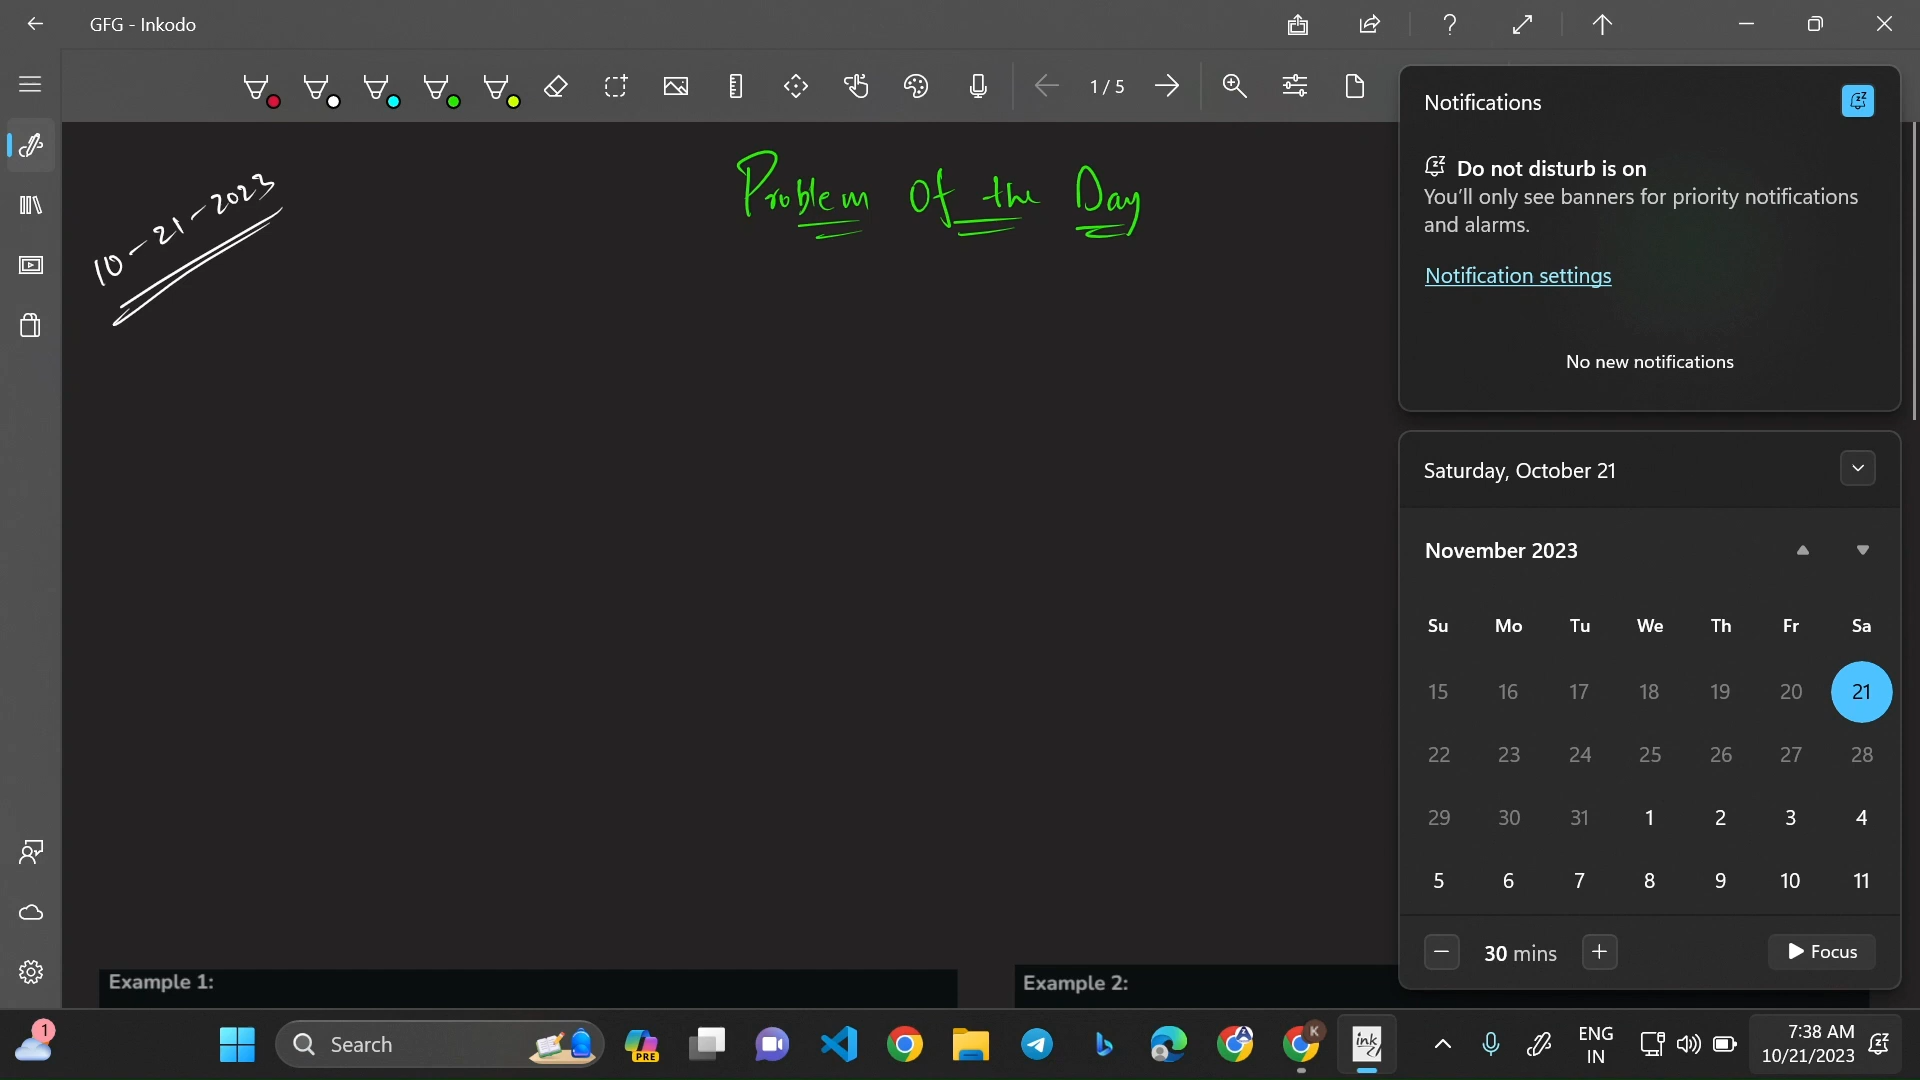 GFG - Inkodo
1 / 5
10-21-2023
Problem Of the Day
Notifications
Do not disturb is on
You'll only see banners for priority notifications
and alarms.
Notification settings
No new notifications
Saturday, October 21
November 2023
Su Mo Tu We Th Fr Sa
15 16 17 18 19 20 21
22 23 24 25 26 27 28
29 30 31 1 2 3 4
5 6 7 8 9 10 11
30 mins
Focus
Example 1:
Example 2:
1
Search
PRE
K
ink
ENG
IN
7:38 AM
10/21/2023